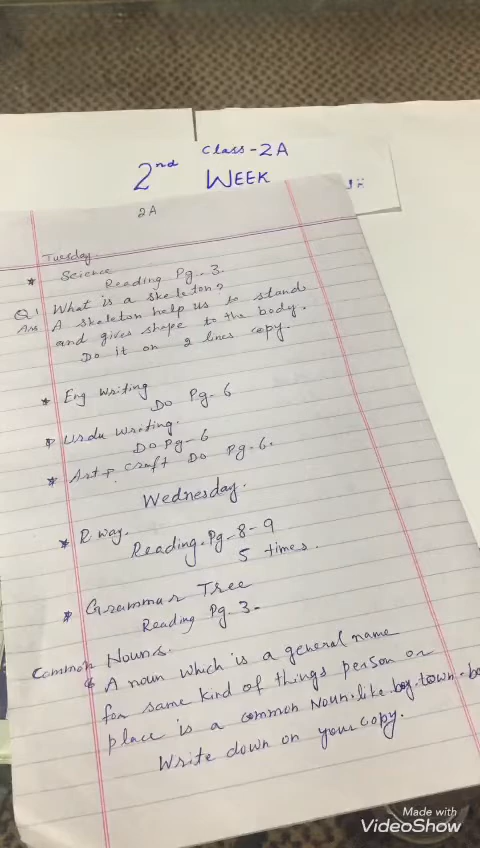 Class-2A
2nd WEEK
2A
Tuesday.
* Science
Reading Pg-3.
Q1 What is a skeleton?
Ans A skeleton help us to stand
and gives shape to the body.
Do it on 2 lines copy.
* Eng Writing
Do Pg-6
* Urdu Writing.
Do Pg-6
* Art & Craft Do Pg.6.
Wednesday.
* R.way.
Reading.Pg-8-9
5 times.
* Grammar Tree
Reading Pg.3-
Common Nouns.
A noun which is a general name
for same kind of things person or
place is a common Noun.like.boy.town.
Write down on your copy.
Made with
VideoShow